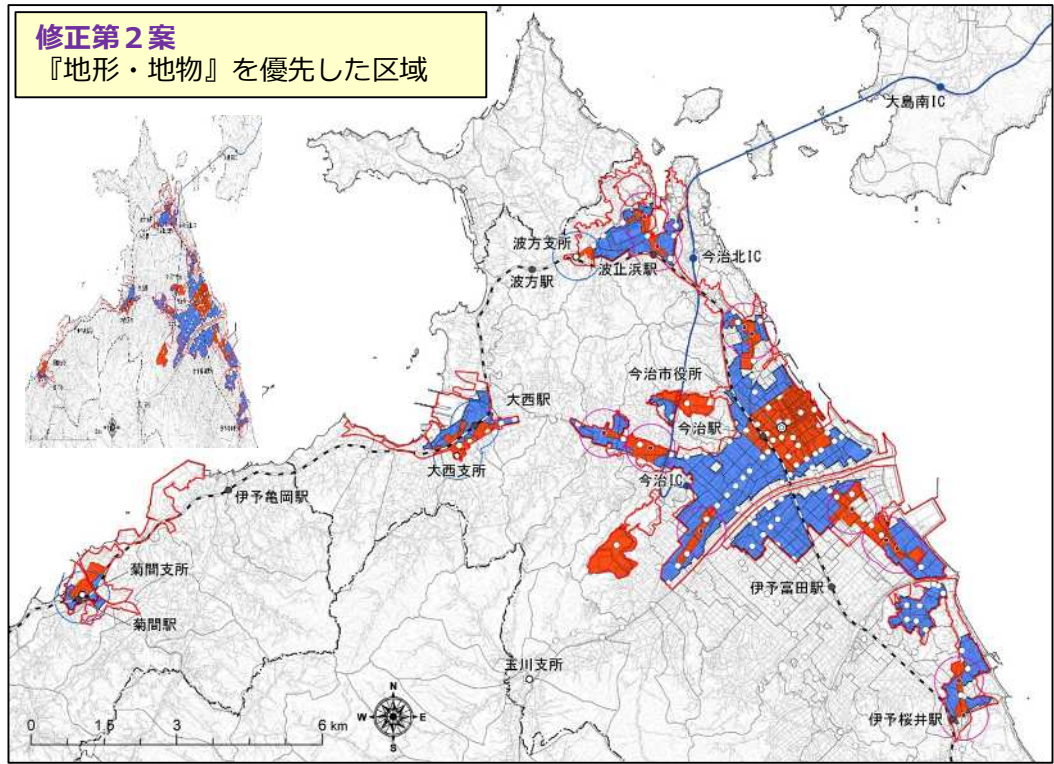 修正第２案
『地形・地物』を優先した区域
大島南IC
波方支所
波止浜駅
今治北IC
波方駅
今治市役所
大西駅
今治駅
大西支所
今治IC
伊予亀岡駅
菊間支所
伊予富田駅
菊間駅
玉川支所
伊予桜井駅
N
W
E
S
0 1.5 3 6 km